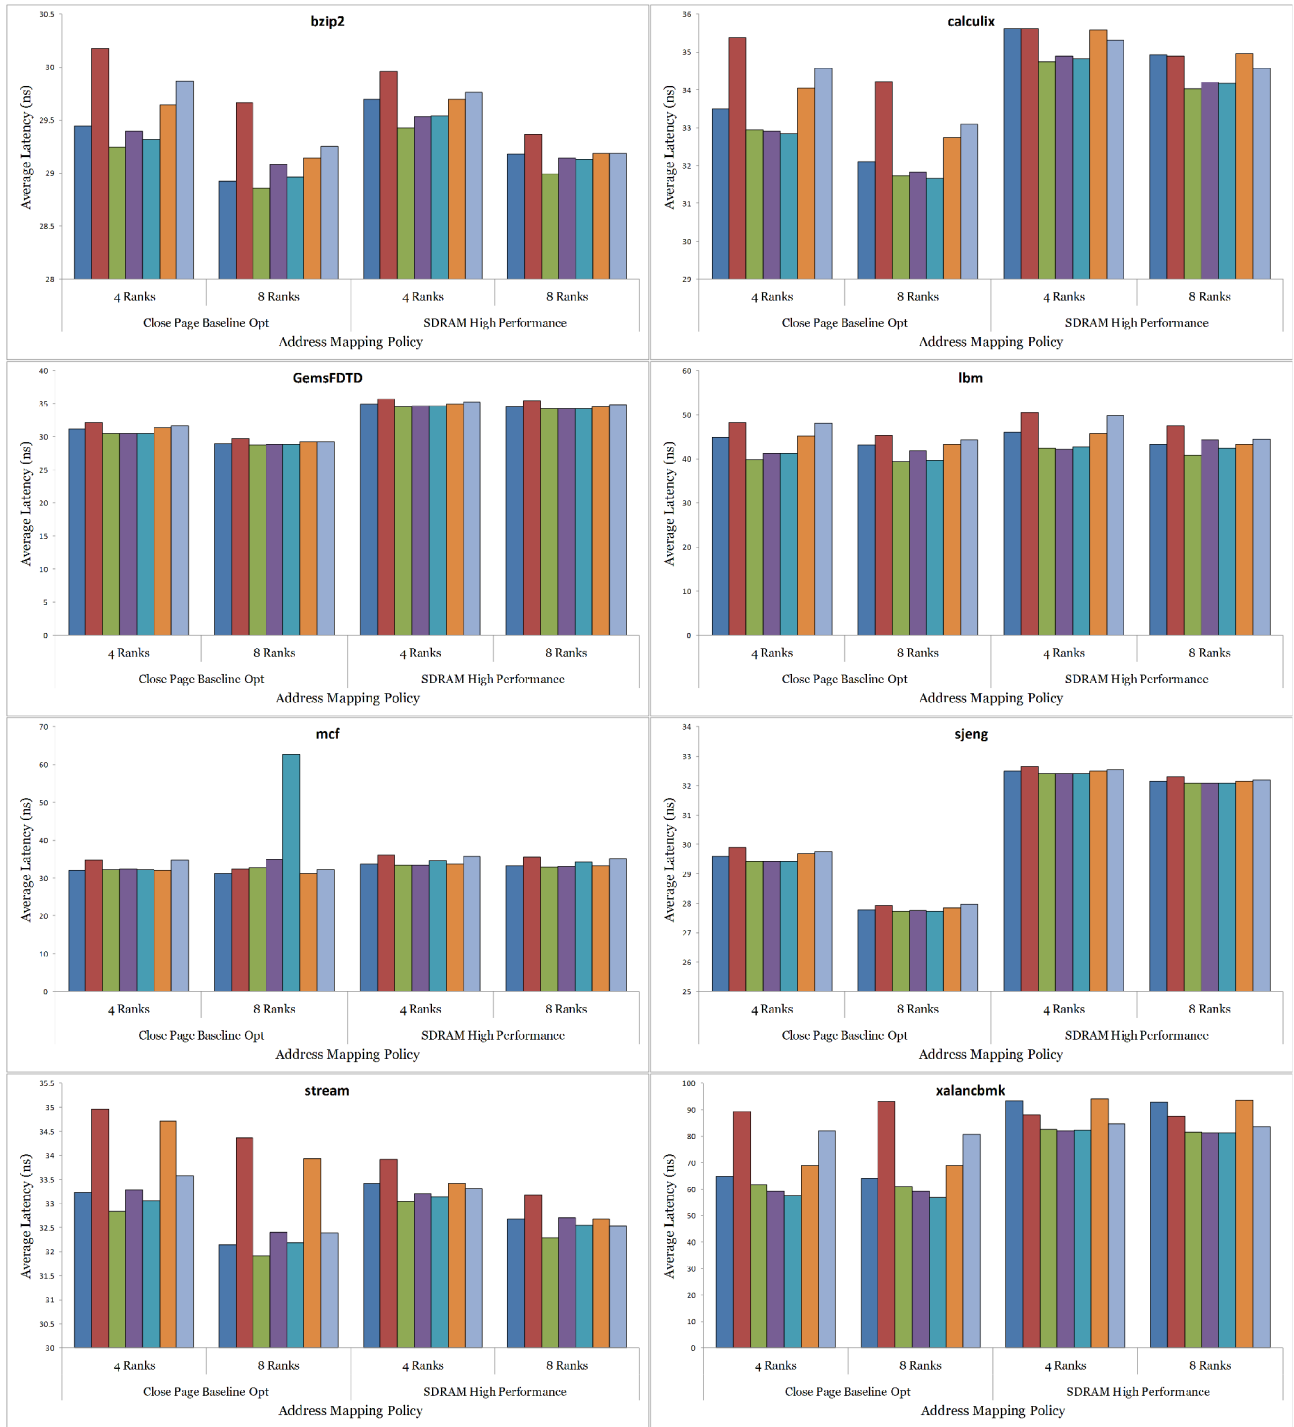 bzip2
Average Latency (ns)
30.5
30
29.5
29
28.5
28
4 Ranks 8 Ranks 4 Ranks 8 Ranks
Close Page Baseline Opt SDRAM High Performance
Address Mapping Policy
calculix
Average Latency (ns)
36
35
34
33
32
31
30
29
4 Ranks 8 Ranks 4 Ranks 8 Ranks
Close Page Baseline Opt SDRAM High Performance
Address Mapping Policy
GemsFDTD
Average Latency (ns)
40
35
30
25
20
15
10
5
0
4 Ranks 8 Ranks 4 Ranks 8 Ranks
Close Page Baseline Opt SDRAM High Performance
Address Mapping Policy
lbm
Average Latency (ns)
60
50
40
30
20
10
0
4 Ranks 8 Ranks 4 Ranks 8 Ranks
Close Page Baseline Opt SDRAM High Performance
Address Mapping Policy
mcf
Average Latency (ns)
70
60
50
40
30
20
10
0
4 Ranks 8 Ranks 4 Ranks 8 Ranks
Close Page Baseline Opt SDRAM High Performance
Address Mapping Policy
sjeng
Average Latency (ns)
34
33
32
31
30
29
28
27
26
25
4 Ranks 8 Ranks 4 Ranks 8 Ranks
Close Page Baseline Opt SDRAM High Performance
Address Mapping Policy
stream
Average Latency (ns)
35.5
35
34.5
34
33.5
33
32.5
32
31.5
31
30.5
30
4 Ranks 8 Ranks 4 Ranks 8 Ranks
Close Page Baseline Opt SDRAM High Performance
Address Mapping Policy
xalancbmk
Average Latency (ns)
100
90
80
70
60
50
40
30
20
10
0
4 Ranks 8 Ranks 4 Ranks 8 Ranks
Close Page Baseline Opt SDRAM High Performance
Address Mapping Policy